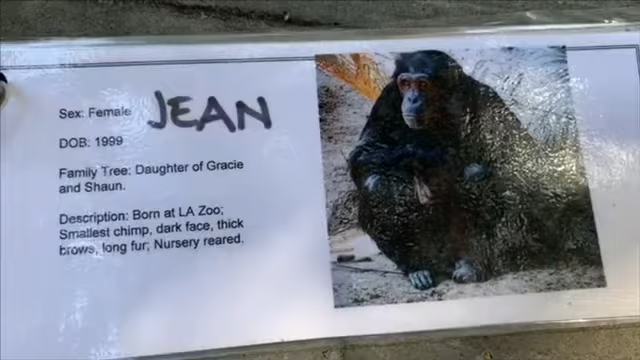 Sex: Female JEAN
DOB: 1999
Family Tree: Daughter of Gracie
and Shaun.
Description: Born at LA Zoo;
Smallest chimp, dark face, thick
brows, long fur; Nursery reared.